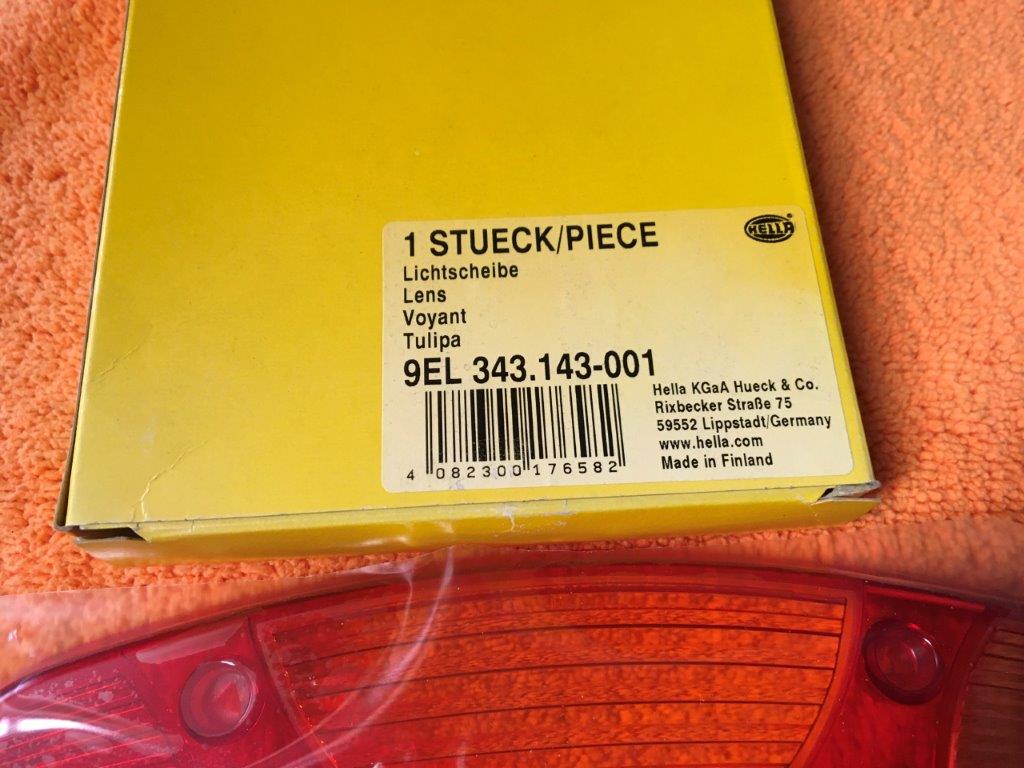 1 STUECK/PIECE
HELLA
Lichtscheibe
Lens
Voyant
Tulipa
9EL 343.143-001
4 082300 176582
Hella KGaA Hueck & Co.
Rixbecker Straße 75
59552 Lippstadt/Germany
www.hella.com
Made in Finland